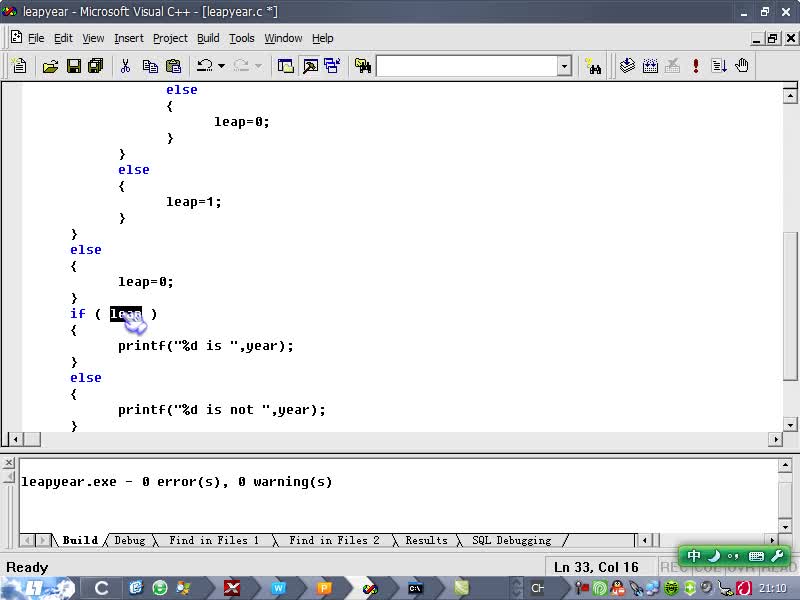 leapyear - Microsoft Visual C++ - [leapyear.c *]
File Edit View Insert Project Build Tools Window Help
else
{
leap=0;
}
}
else
{
leap=1;
}
}
else
{
leap=0;
}
if ( leap )
{
printf("%d is ",year);
}
else
{
printf("%d is not ",year);
}
leapyear.exe - 0 error(s), 0 warning(s)
Build Debug Find in Files 1 Find in Files 2 Results SQL Debugging
中
Ready Ln 33, Col 16 REC COL OVR READ
CH 21:10